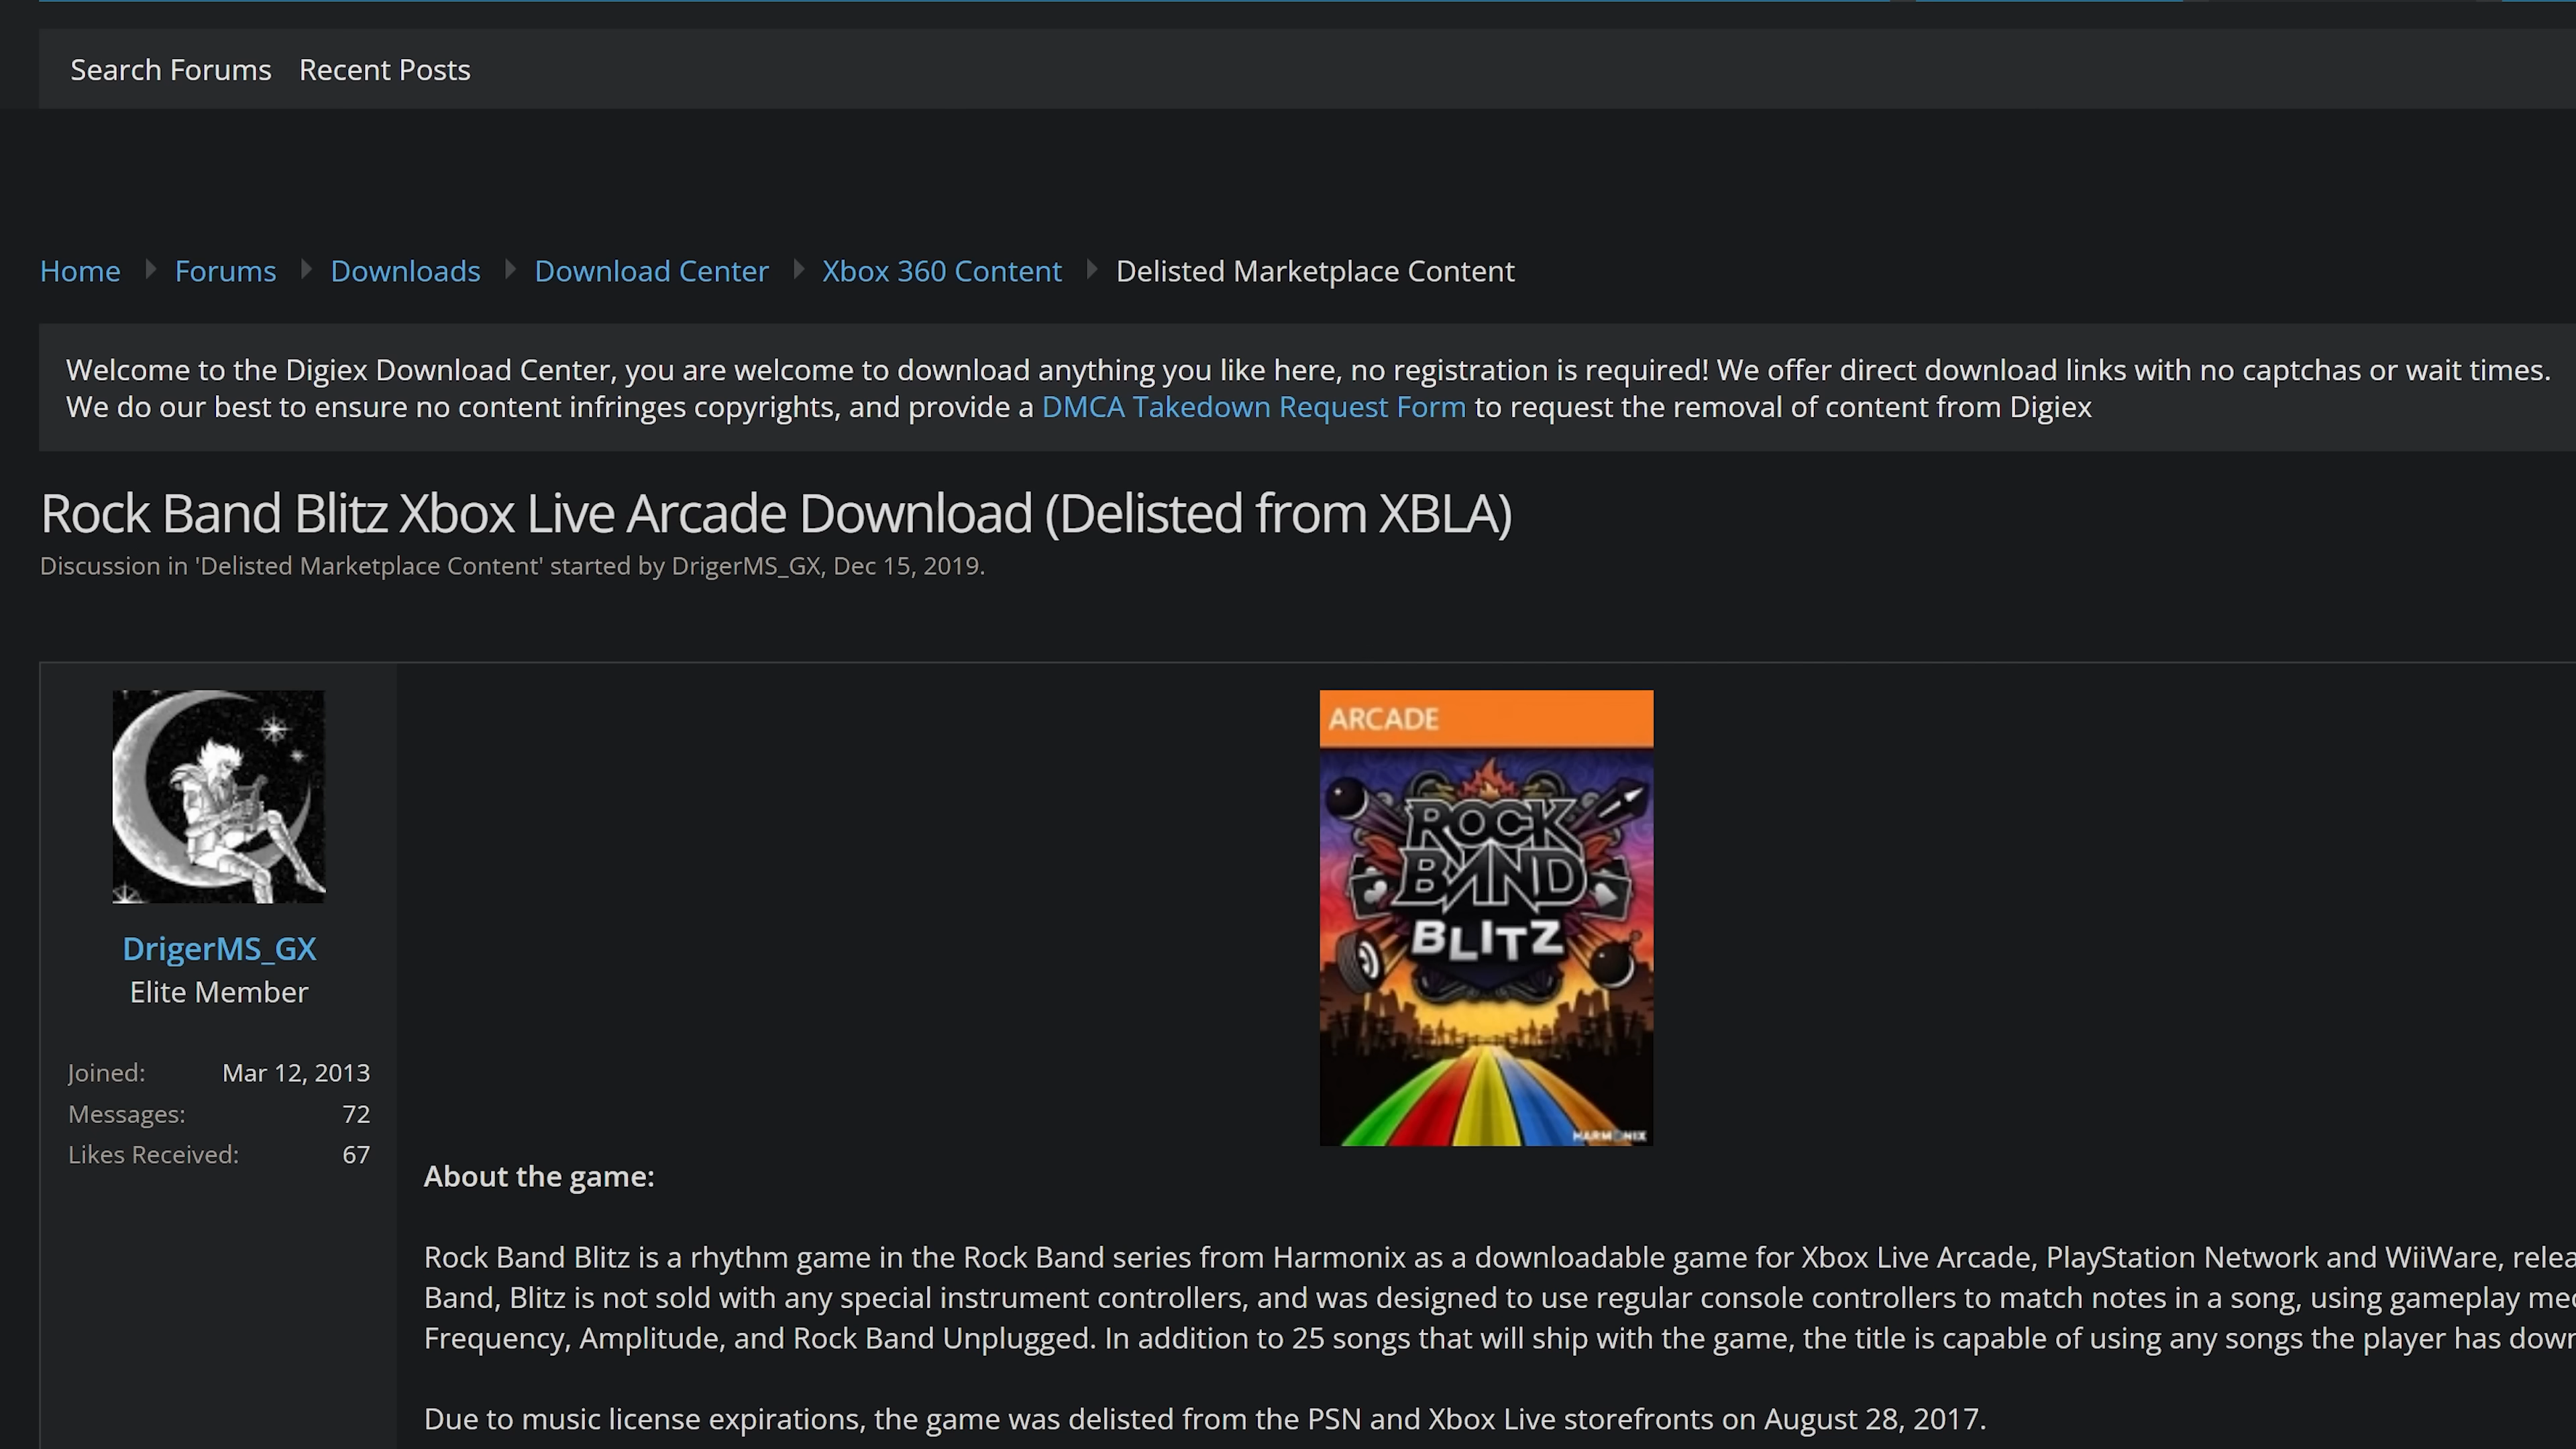 Search Forums Recent Posts
Home Forums Downloads Download Center Xbox 360 Content Delisted Marketplace Content
Welcome to the Digiex Download Center, you are welcome to download anything you like here, no registration is required! We offer direct download links with no captchas or wait times.
We do our best to ensure no content infringes copyrights, and provide a DMCA Takedown Request Form to request the removal of content from Digiex
Rock Band Blitz Xbox Live Arcade Download (Delisted from XBLA)
Discussion in 'Delisted Marketplace Content' started by DrigerMS_GX, Dec 15, 2019.
ARCADE
ROCK
BAND
BLITZ
HARMONIX
DrigerMS_GX
Elite Member
Joined: Mar 12, 2013
Messages: 72
Likes Received: 67
About the game:
Rock Band Blitz is a rhythm game in the Rock Band series from Harmonix as a downloadable game for Xbox Live Arcade, PlayStation Network and WiiWare,
Band, Blitz is not sold with any special instrument controllers, and was designed to use regular console controllers to match notes in a song, using gameplay
Frequency, Amplitude, and Rock Band Unplugged. In addition to 25 songs that will ship with the game, the title is capable of using any songs the player has
Due to music license expirations, the game was delisted from the PSN and Xbox Live storefronts on August 28, 2017.